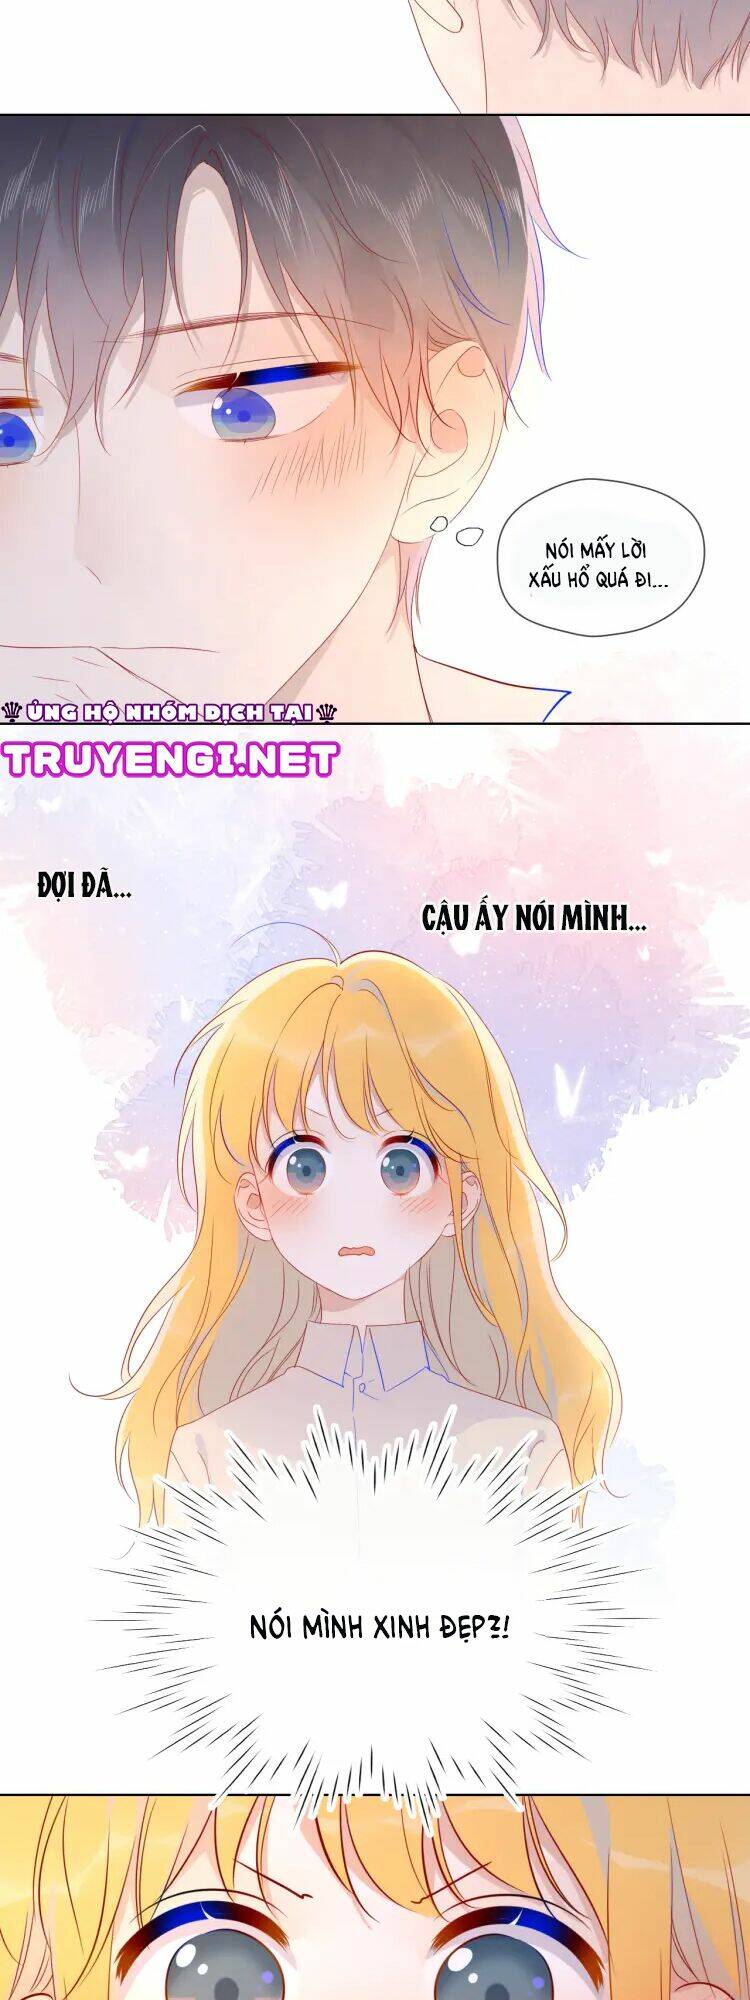 NÓI MẤY LỜI
XẤU HỔ QUÁ ĐI...
ỦNG HỘ NHÓM DỊCH TẠI
TRUYENGI.NET
ĐỢI ĐÃ...
CẬU ẤY NÓI MÌNH...
NÓI MÌNH XINH ĐẸP?!